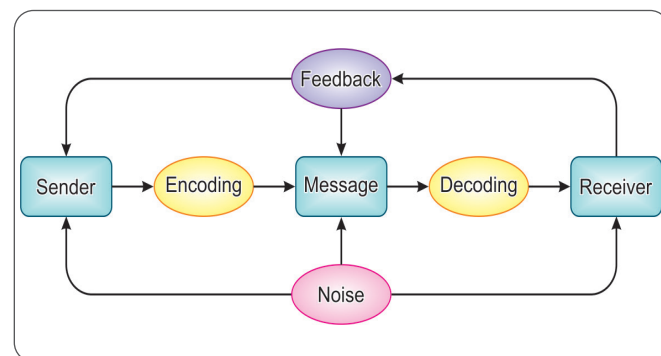 Feedback
Sender
Encoding
Message
Decoding
Receiver
Noise